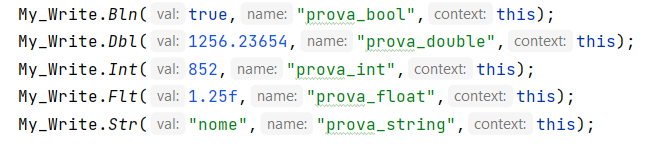 My_Write.Bln( val: true, name: "prova_bool", context: this);
My_Write.Dbl( val: 1256.23654, name: "prova_double", context: this);
My_Write.Int( val: 852, name: "prova_int", context: this);
My_Write.Flt( val: 1.25f, name: "prova_float", context: this);
My_Write.Str( val: "nome", name: "prova_string", context: this);